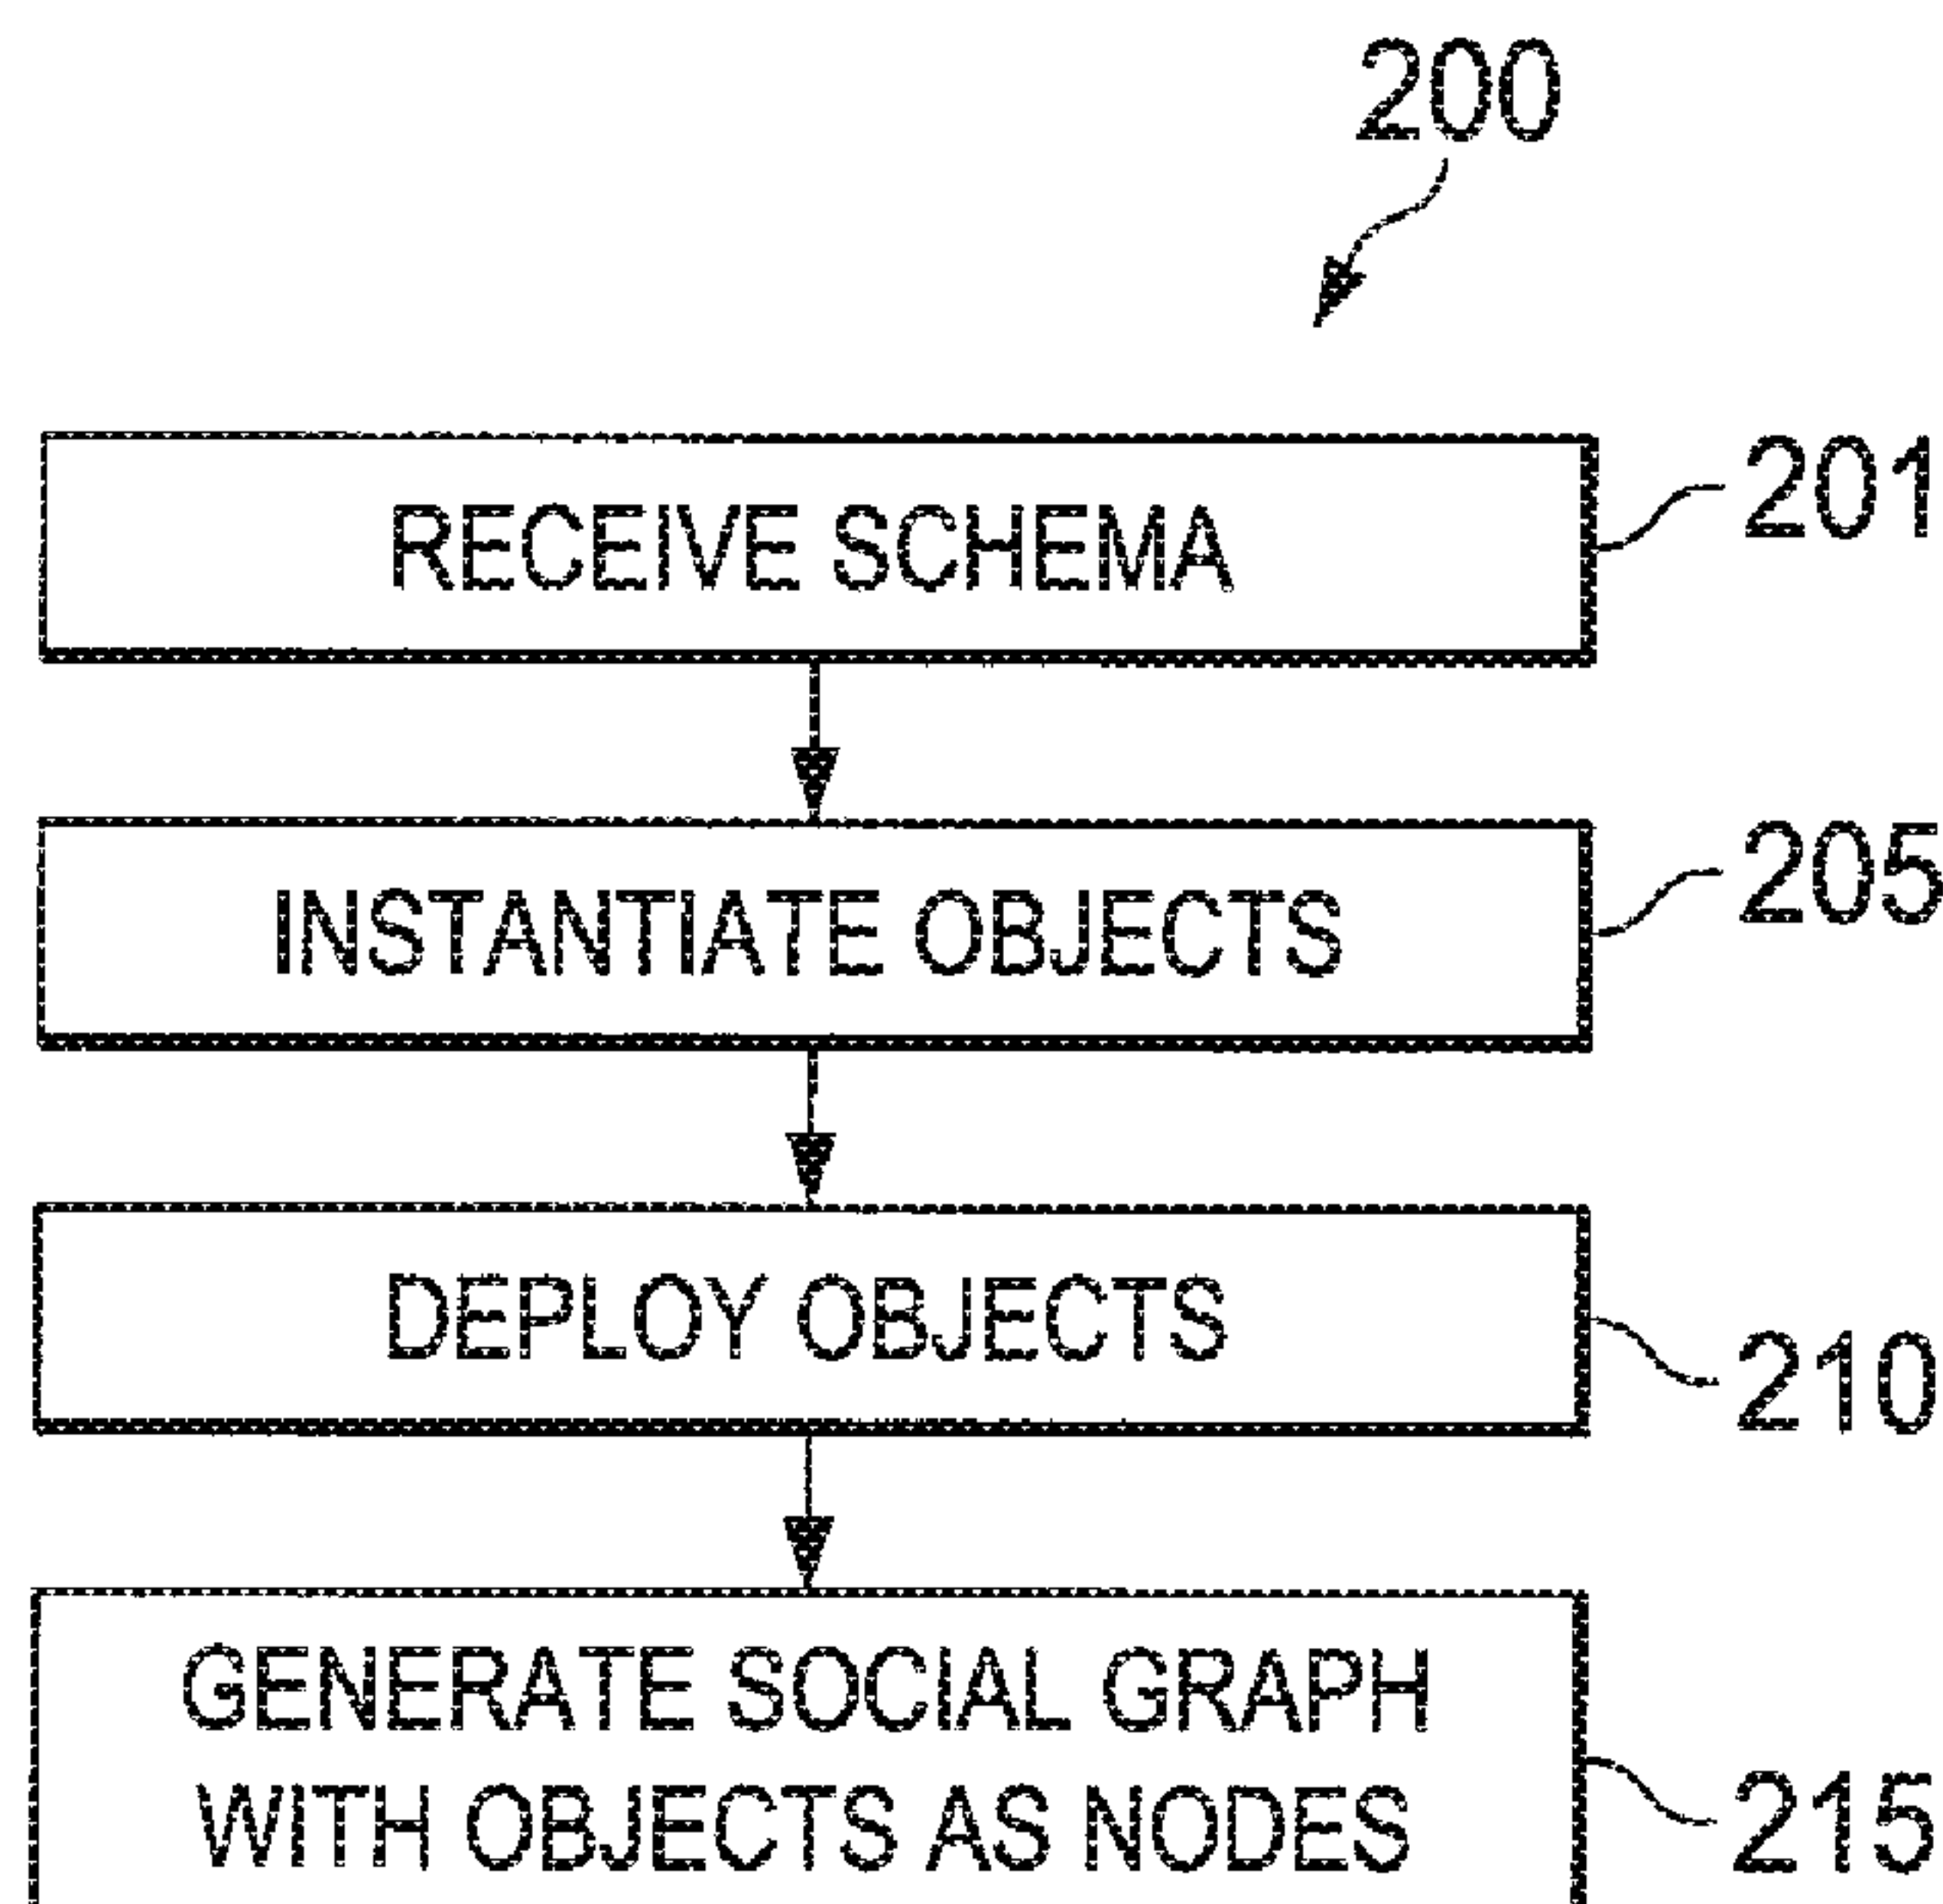 200
RECEIVE SCHEMA
201
INSTANTIATE OBJECTS
205
DEPLOY OBJECTS
210
GENERATE SOCIAL GRAPH
WITH OBJECTS AS NODES
215